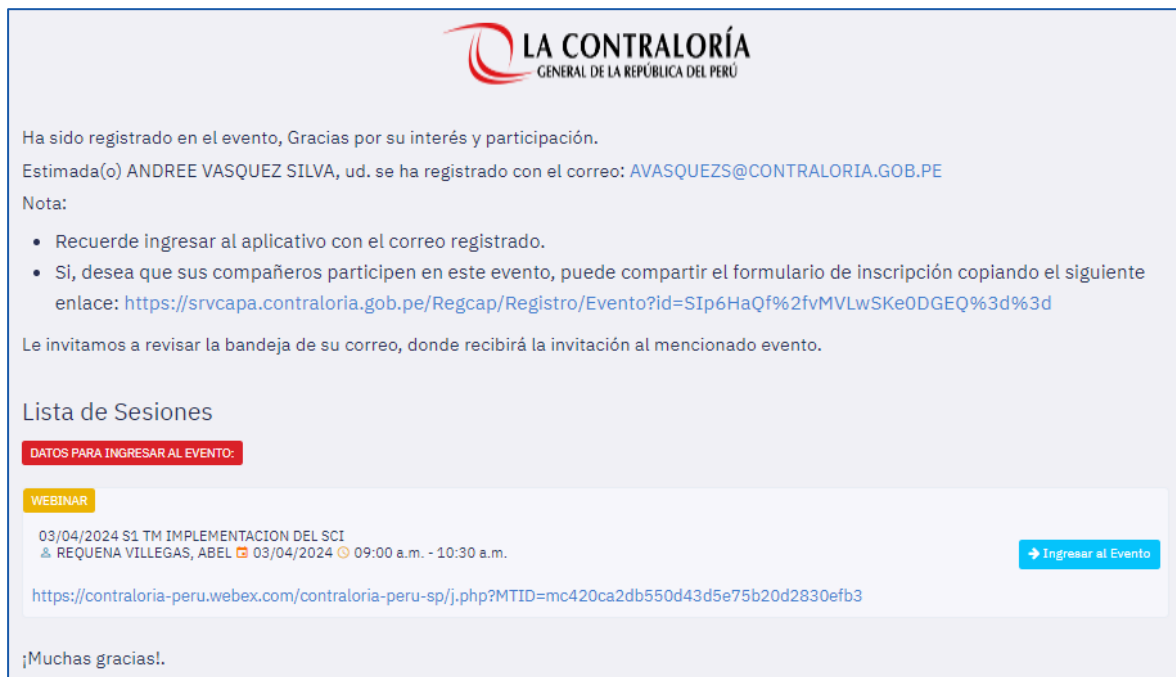 LA CONTRALORÍA
GENERAL DE LA REPÚBLICA DEL PERÚ
Ha sido registrado en el evento, Gracias por su interés y participación.
Estimada(o) ANDREE VASQUEZ SILVA, ud. se ha registrado con el correo: AVASQUEZS@CONTRALORIA.GOB.PE
Nota:
• Recuerde ingresar al aplicativo con el correo registrado.
• Si, desea que sus compañeros participen en este evento, puede compartir el formulario de inscripción copiando el siguiente
enlace: https://srvcapa.contraloria.gob.pe/Regcap/Registro/Evento?id=SIp6HaQf%2fvMVLwSKe0DGEQ%3d%3d
Le invitamos a revisar la bandeja de su correo, donde recibirá la invitación al mencionado evento.
Lista de Sesiones
DATOS PARA INGRESAR AL EVENTO:
WEBINAR
03/04/2024 S1 TM IMPLEMENTACION DEL SCI
REQUENA VILLEGAS, ABEL 03/04/2024 09:00 a.m. - 10:30 a.m.
Ingresar al Evento
https://contraloria-peru.webex.com/contraloria-peru-sp/j.php?MTID=mc420ca2db550d43d5e75b20d2830efb3
¡Muchas gracias!.